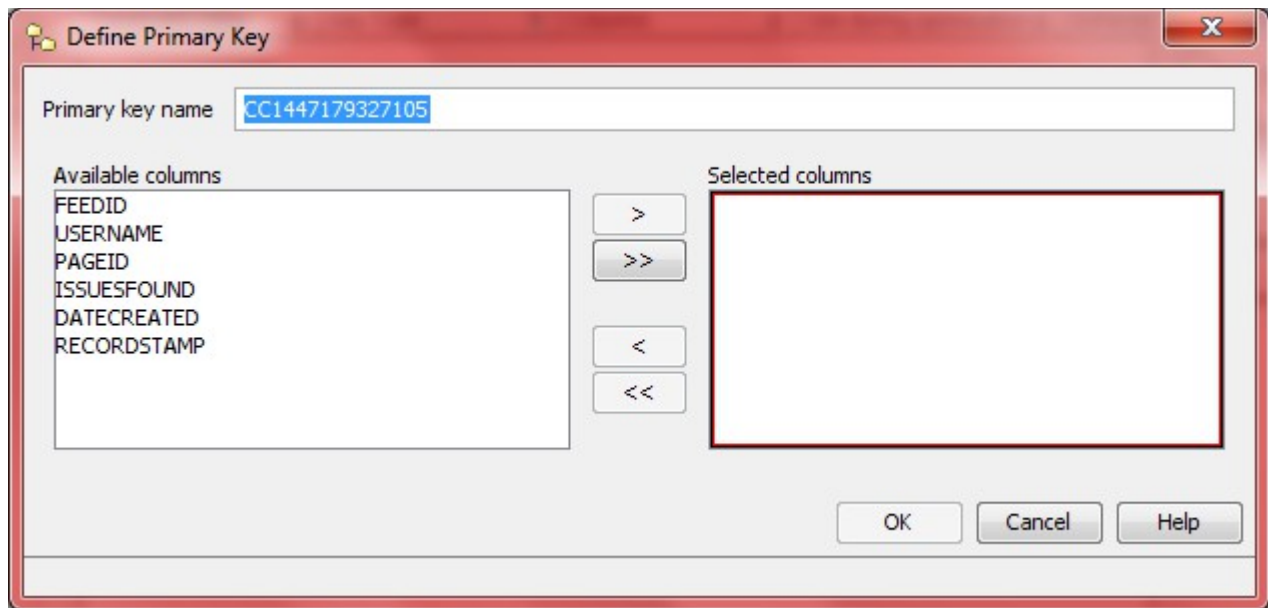 Define Primary Key
Primary key name CC1447179327105
Available columns
FEEDID
USERNAME
PAGEID
ISSUESFOUND
DATECREATED
RECORDSTAMP
>
>>
<
<<
Selected columns
OK Cancel Help